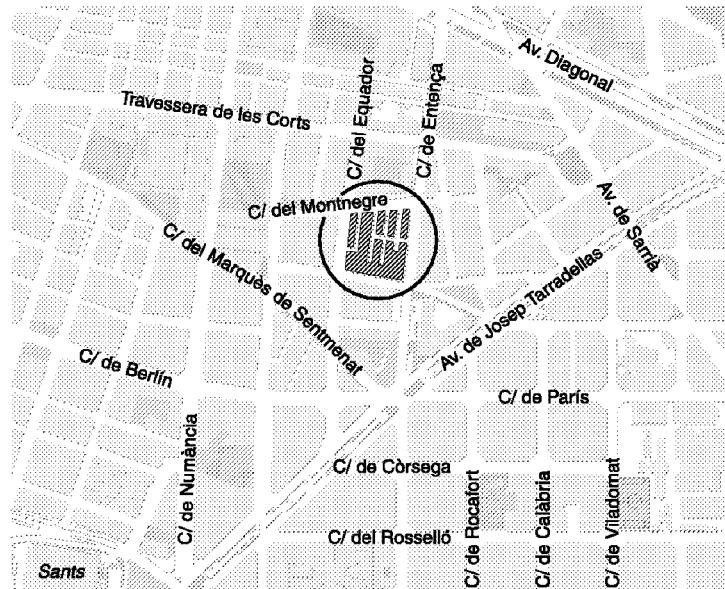 Av. Diagonal
C/ del Equador
C/ de Entença
Travessera de les Corts
C/ del Montnegre
Av. de Sarrià
C/ del Marquès de Sentmenat
Av. de Josep Tarradellas
C/ de Berlín
C/ de París
C/ de Numància
C/ de Còrsega
C/ de Rocafort
C/ de Calàbria
C/ de Viladomat
C/ del Rosselló
Sants